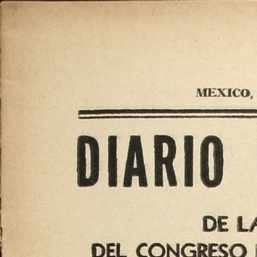 MEXICO,
DIARIO
DE LA
DEL CONGRESO